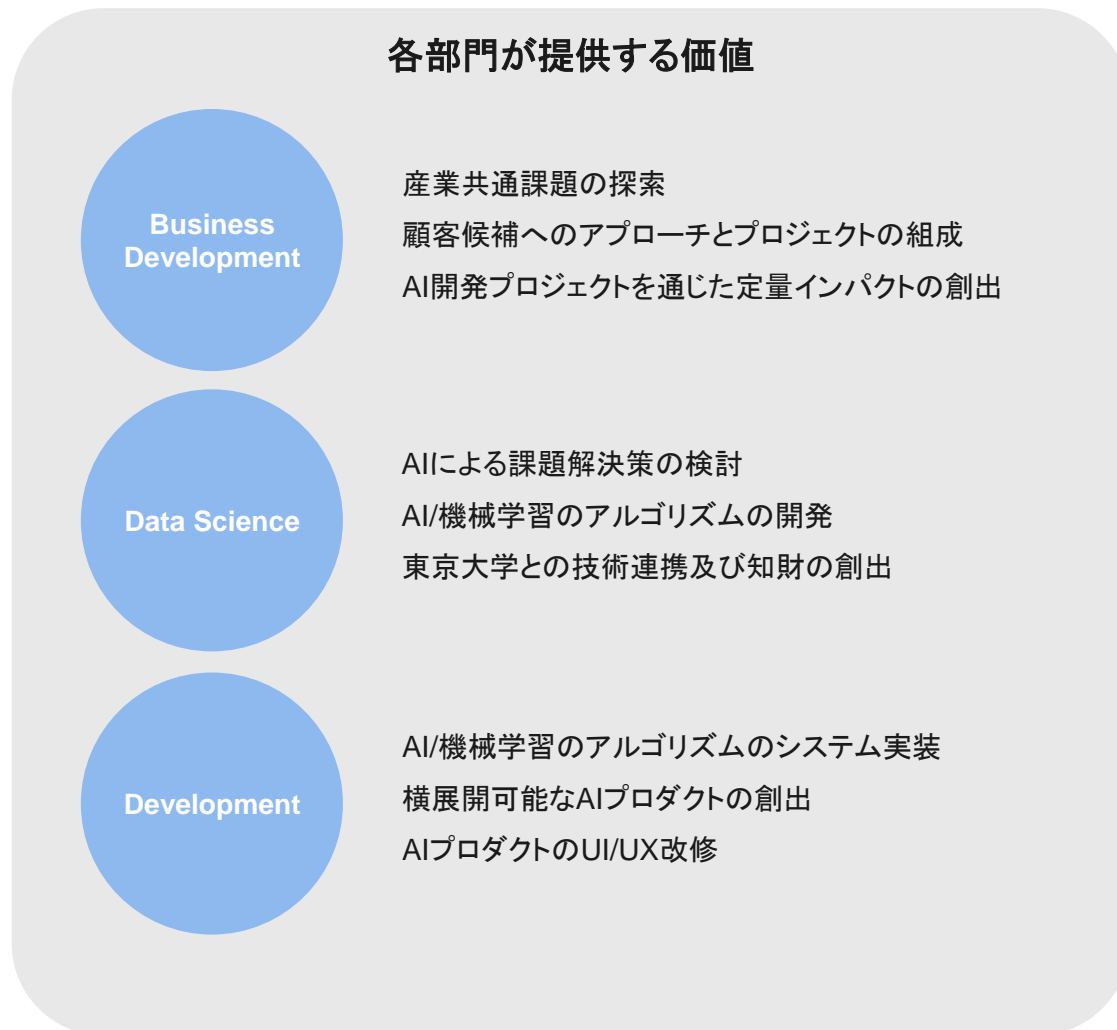 各部門が提供する価値
Business
Development
産業共通課題の探索
顧客候補へのアプローチとプロジェクトの組成
AI開発プロジェクトを通じた定量インパクトの創出
Data Science
AIによる課題解決策の検討
AI/機械学習のアルゴリズムの開発
東京大学との技術連携及び知財の創出
Development
AI/機械学習のアルゴリズムのシステム実装
横展開可能なAIプロダクトの創出
AIプロダクトのUI/UX改修